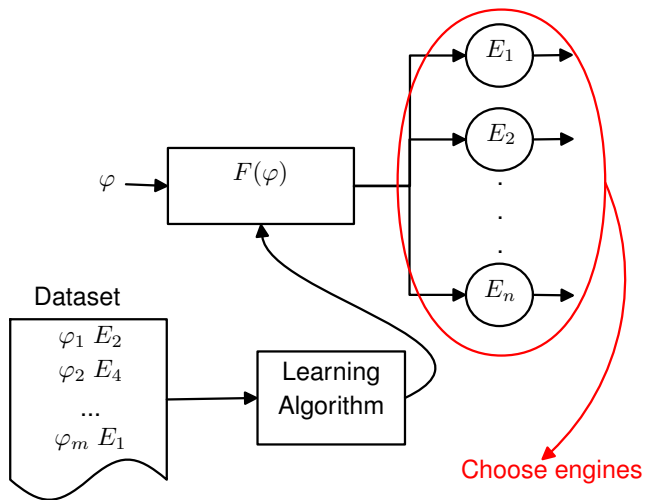 E₁
E₂
φ
F(φ)
.
.
.
Eₙ
Dataset
φ₁ E₂
φ₂ E₄
...
φₘ E₁
Learning
Algorithm
Choose engines